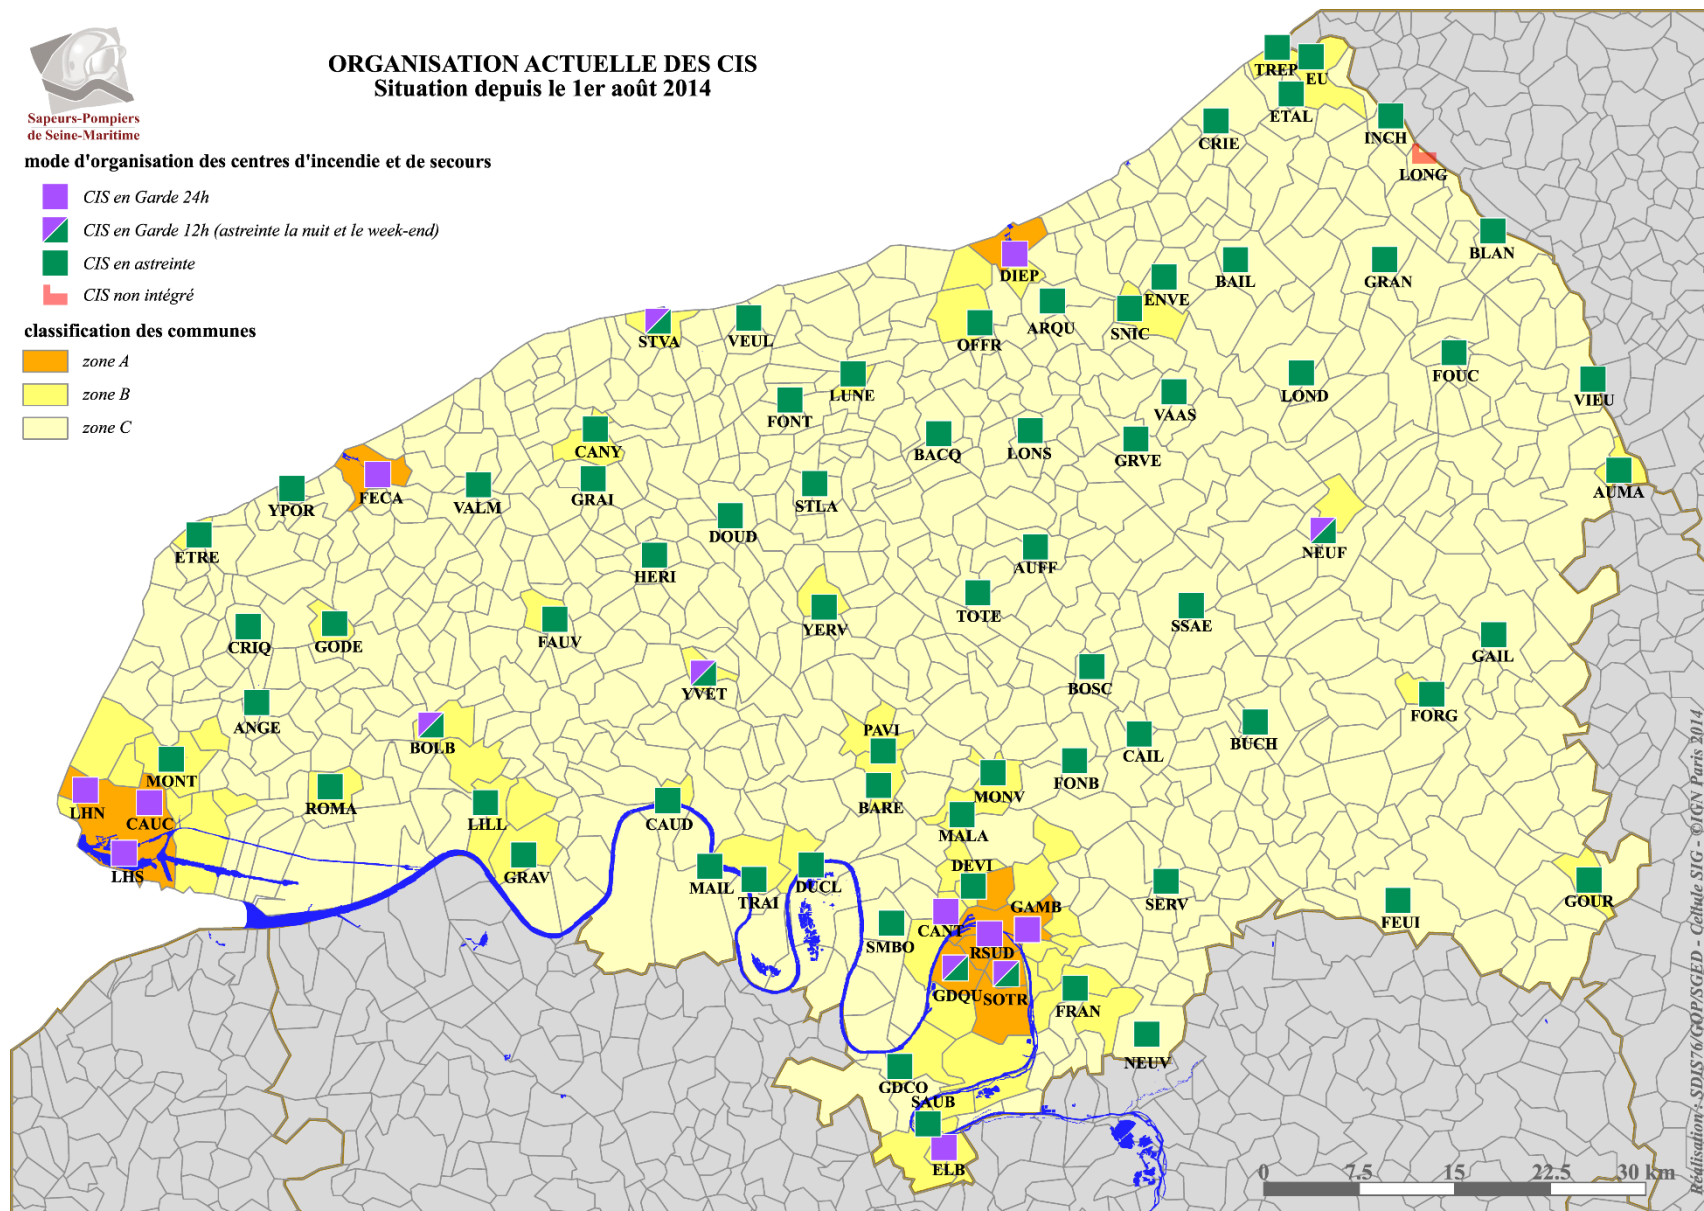 ORGANISATION ACTUELLE DES CIS
Situation depuis le 1er août 2014
Sapeurs-Pompiers
de Seine-Maritime
mode d'organisation des centres d'incendie et de secours
CIS en Garde 24h
CIS en Garde 12h (astreinte la nuit et le week-end)
CIS en astreinte
CIS non intégré
classification des communes
zone A
zone B
zone C
TREP
EU
ETAL
CRIE
INCH
LONG
BLAN
DIEP
ENVE
BAIL
GRAN
ARQU
SNIC
OFFR
STVA
VEUL
LUNE
FONT
VAAS
LOND
FOUC
VIEU
CANY
BACQ
LONS
GRVE
AUMA
FECA
YPOR
VALM
GRAI
STLA
DOUD
NEUF
ETRE
HERI
AUFF
TOTE
YERV
SSAE
CRIQ
GODE
FAUV
GAIL
YVET
BOSC
FORG
ANGE
BOLB
PAVI
CAIL
BUCH
MONT
FONB
LHN
CAUC
ROMA
LILL
CAUD
BARE
MONV
MALA
LHS
GRAV
MAIL
TRAI
DUCL
DEVI
SERV
FEUI
GOUR
GAMB
CANT
SMBO
RSUD
GDQU
SOTR
FRAN
NEUV
GDCO
SAUB
ELB
0 7.5 15 22.5 30 km
Réalisation : SDIS76/GOP/SGED - Cellule SIG - ©IGN Paris 2014